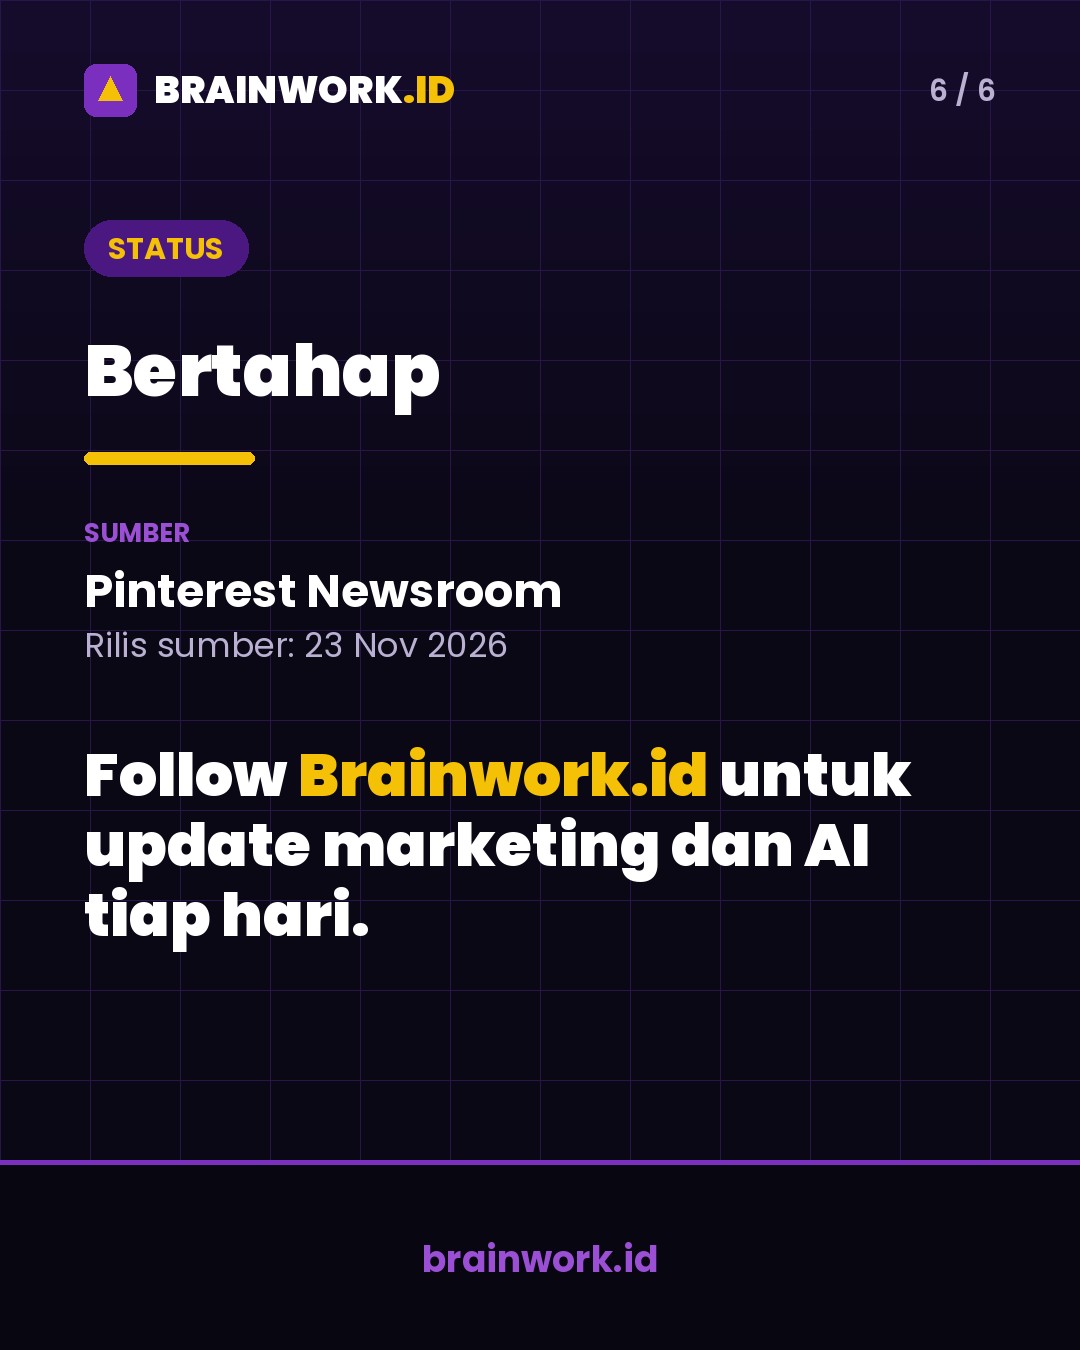 BRAINWORK.ID
6 / 6
STATUS
Bertahap
SUMBER
Pinterest Newsroom
Rilis sumber: 23 Nov 2026
Follow Brainwork.id untuk
update marketing dan AI
tiap hari.
brainwork.id